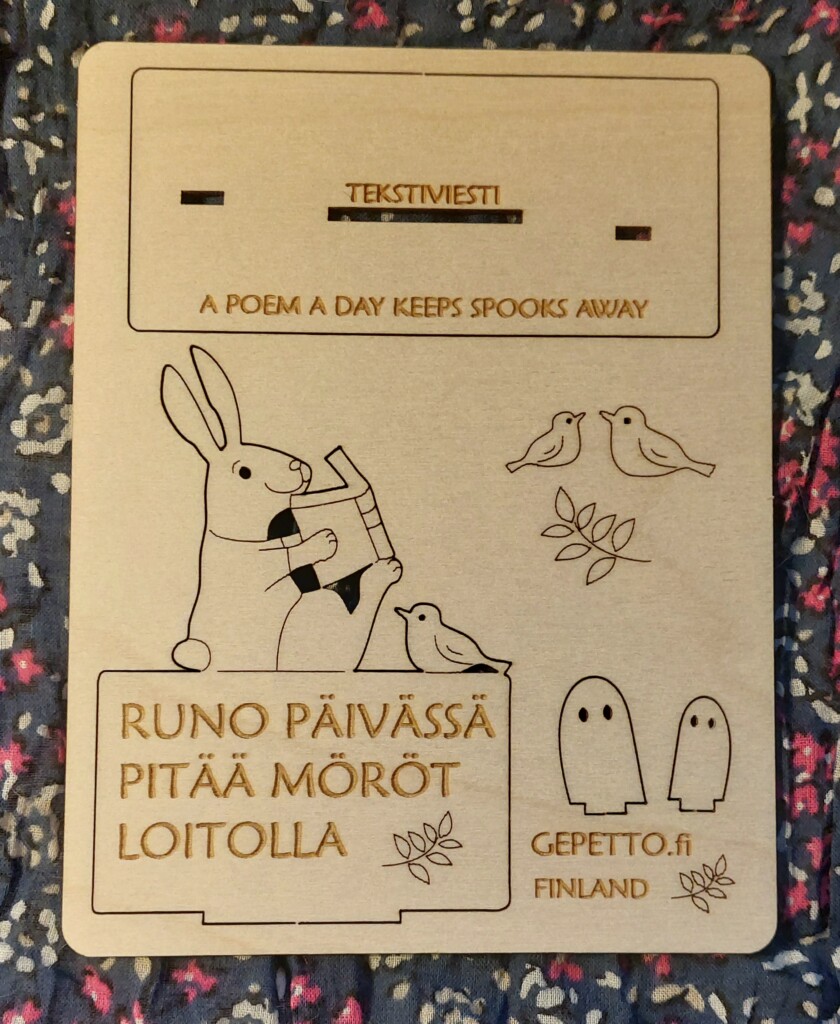 TEKSTIVIESTI
A POEM A DAY KEEPS SPOOKS AWAY
RUNO PÄIVÄSSÄ
PITÄÄ MÖRÖT
LOITOLLA
GEPETTO.fi
FINLAND